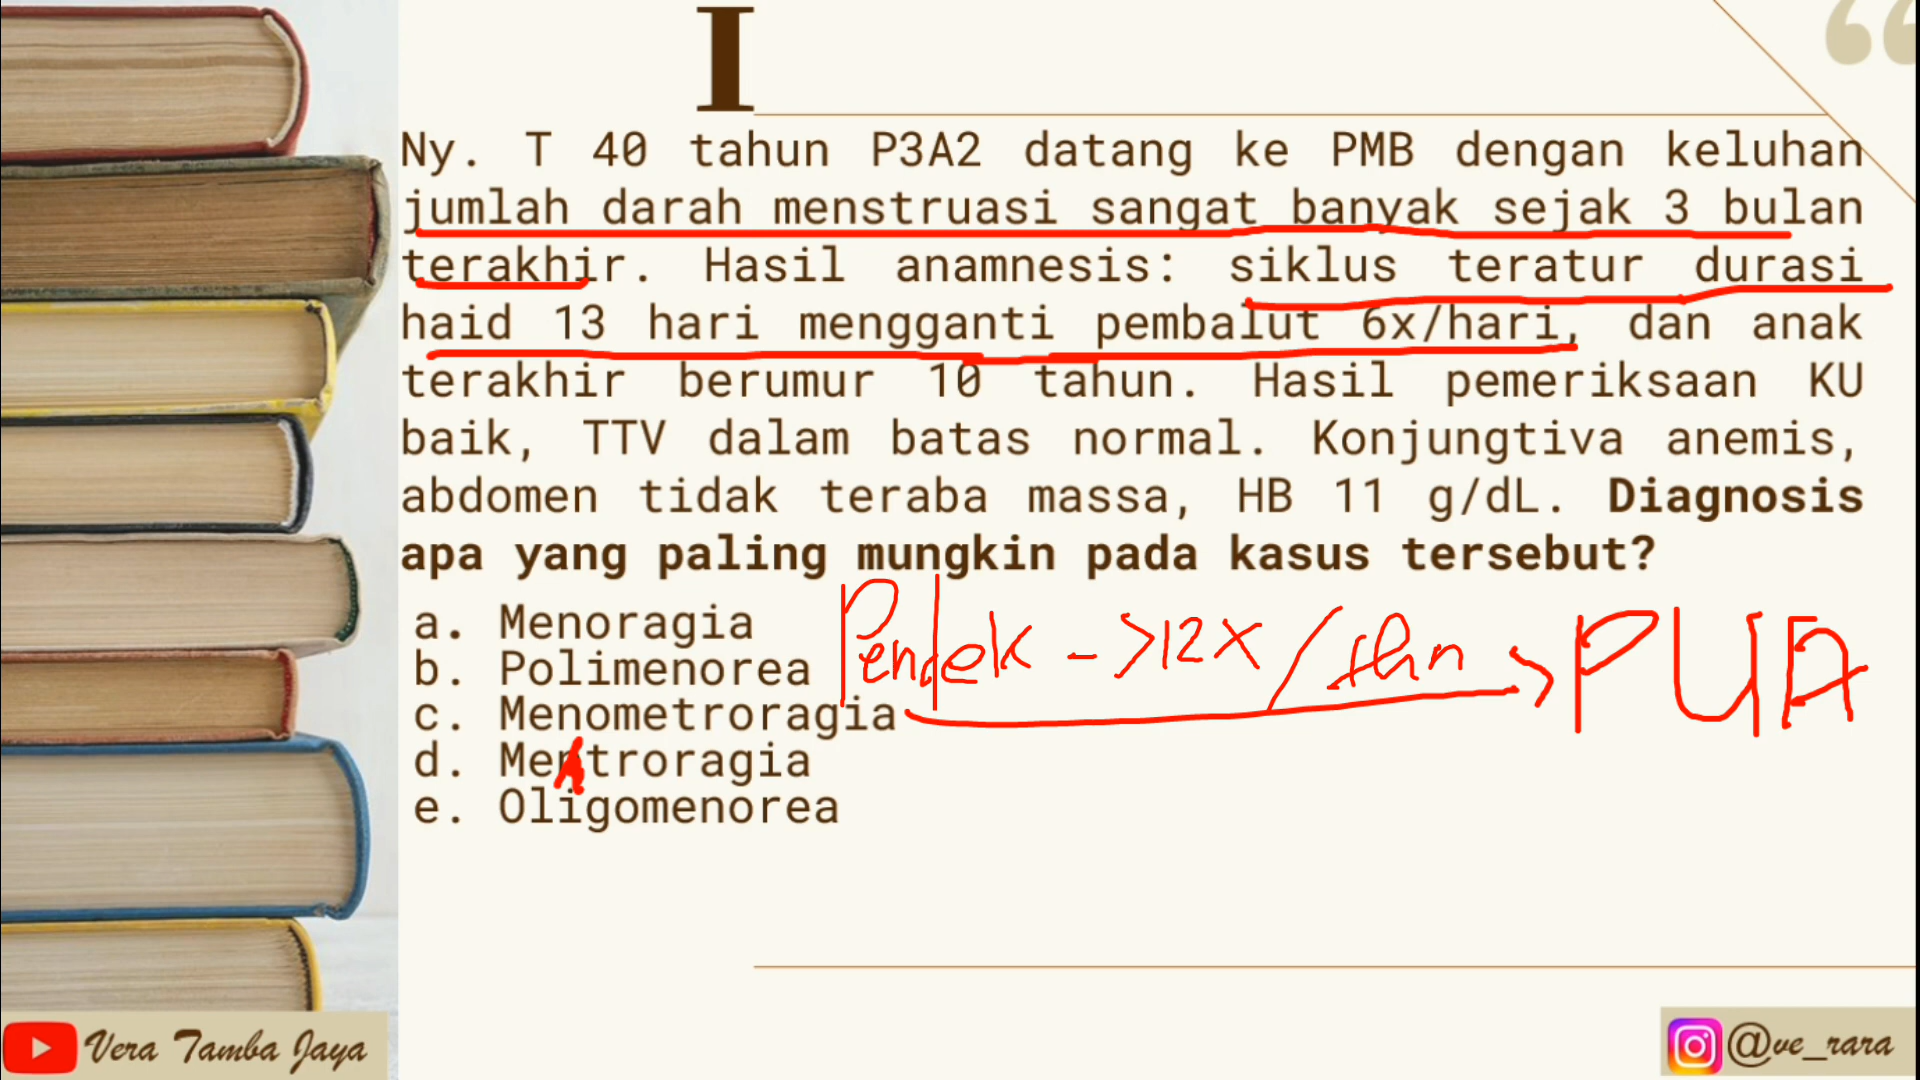 I
Ny. T 40 tahun P3A2 datang ke PMB dengan keluhan
jumlah darah menstruasi sangat banyak sejak 3 bulan
terakhir. Hasil anamnesis: siklus teratur durasi
haid 13 hari mengganti pembalut 6x/hari, dan anak
terakhir berumur 10 tahun. Hasil pemeriksaan KU
baik, TTV dalam batas normal. Konjungtiva anemis,
abdomen tidak teraba massa, HB 11 g/dL. Diagnosis
apa yang paling mungkin pada kasus tersebut?
a. Menoragia
b. Polimenorea Pendek - >12x/thn
c. Menometroragia > PUA
d. Mentroragia
e. Oligomenorea
Vera Tamba Jaya
@ve_rara